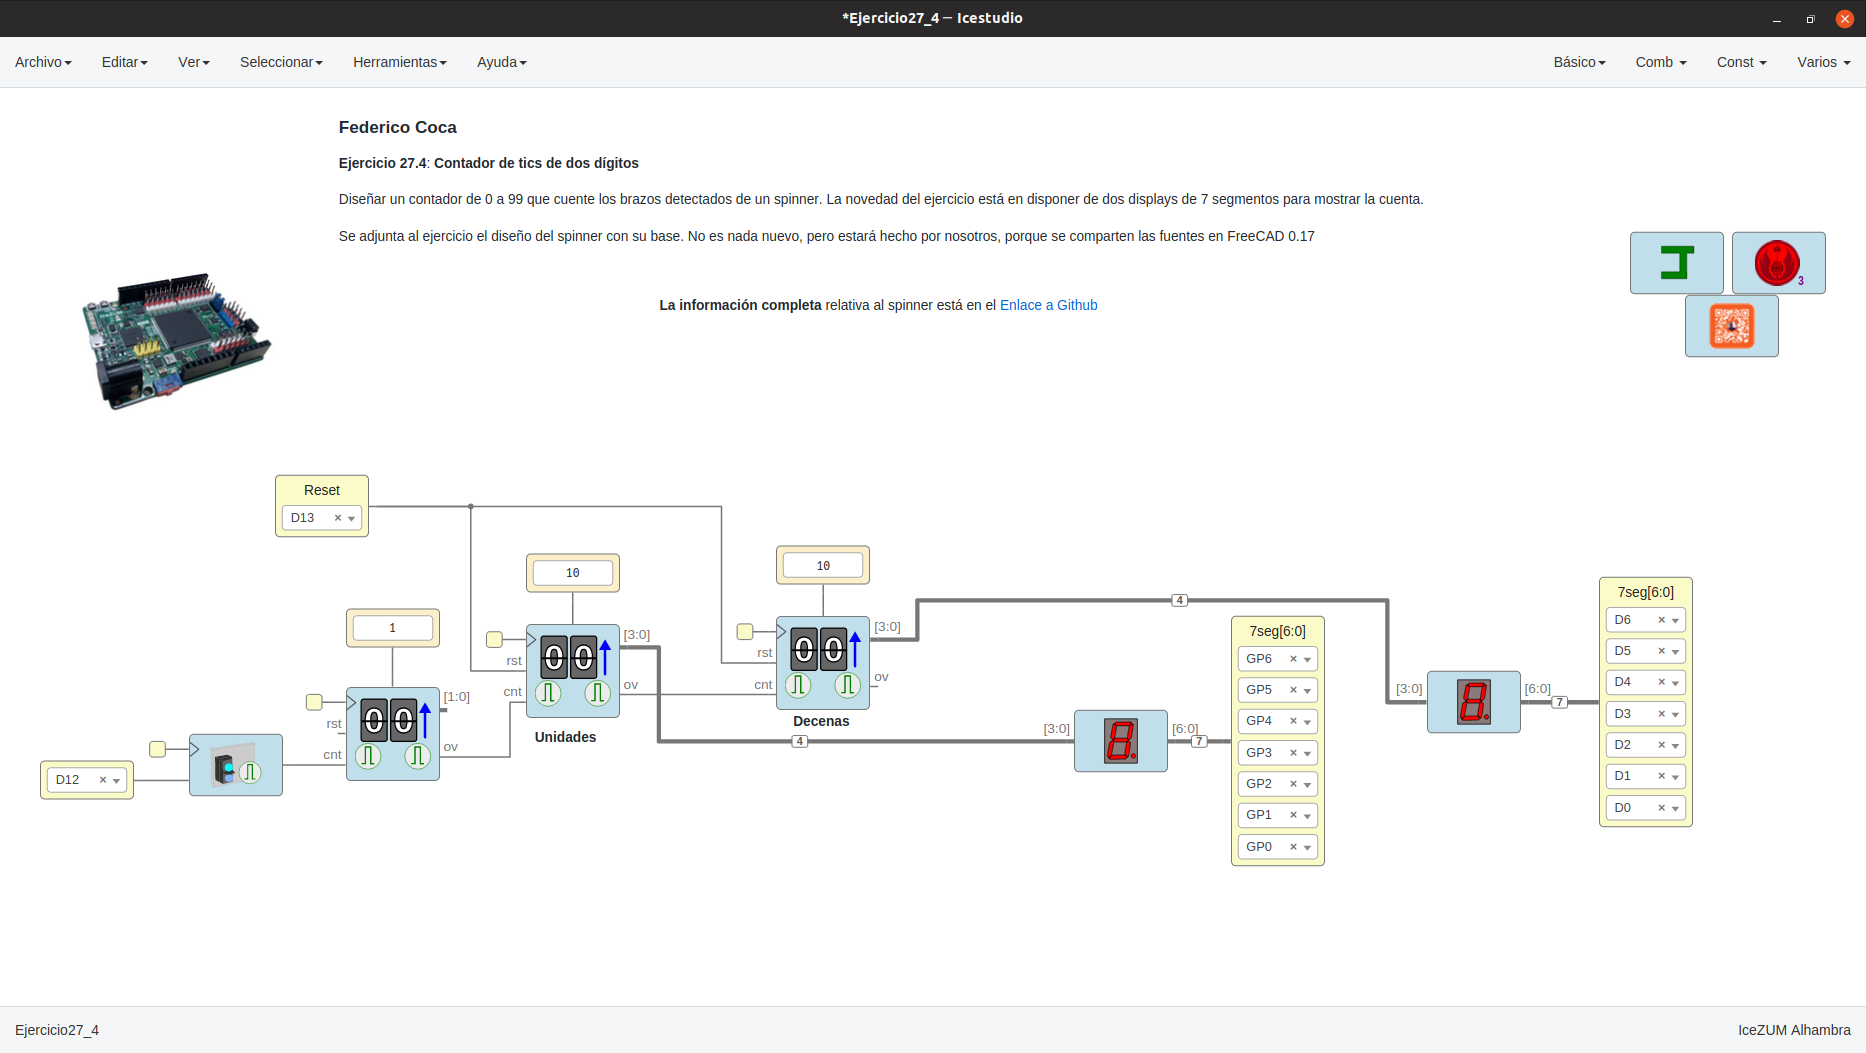 *Ejercicio27_4 — Icestudio
Archivo Editar Ver Seleccionar Herramientas Ayuda Básico Comb Const Varios
Federico Coca
Ejercicio 27.4: Contador de tics de dos dígitos
Diseñar un contador de 0 a 99 que cuente los brazos detectados de un spinner. La novedad del ejercicio está en disponer de dos displays de 7 segmentos para mostrar la cuenta.
Se adjunta al ejercicio el diseño del spinner con su base. No es nada nuevo, pero estará hecho por nosotros, porque se comparten las fuentes en FreeCAD 0.17
La información completa relativa al spinner está en el Enlace a Github
3
Reset
D13 ×
D12 ×
1
00
rst
cnt
[1:0]
ov
10
00
rst
cnt
[3:0]
ov
Unidades
10
00
rst
cnt
[3:0]
ov
Decenas
4
4
[3:0]
8.
[6:0]
7
7seg[6:0]
GP6 ×
GP5 ×
GP4 ×
GP3 ×
GP2 ×
GP1 ×
GP0 ×
[3:0]
8.
[6:0]
7
7seg[6:0]
D6 ×
D5 ×
D4 ×
D3 ×
D2 ×
D1 ×
D0 ×
Ejercicio27_4
IceZUM Alhambra